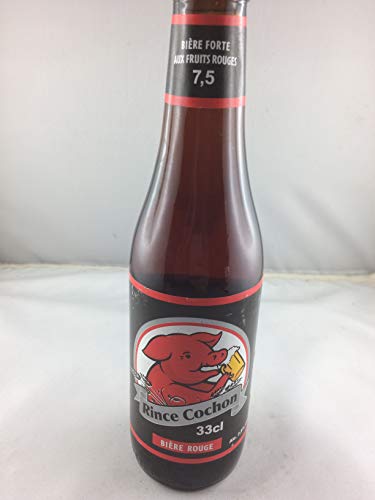 BIÈRE FORTE
AUX FRUITS ROUGES
7,5
Rince Cochon
33cl
BIÈRE ROUGE